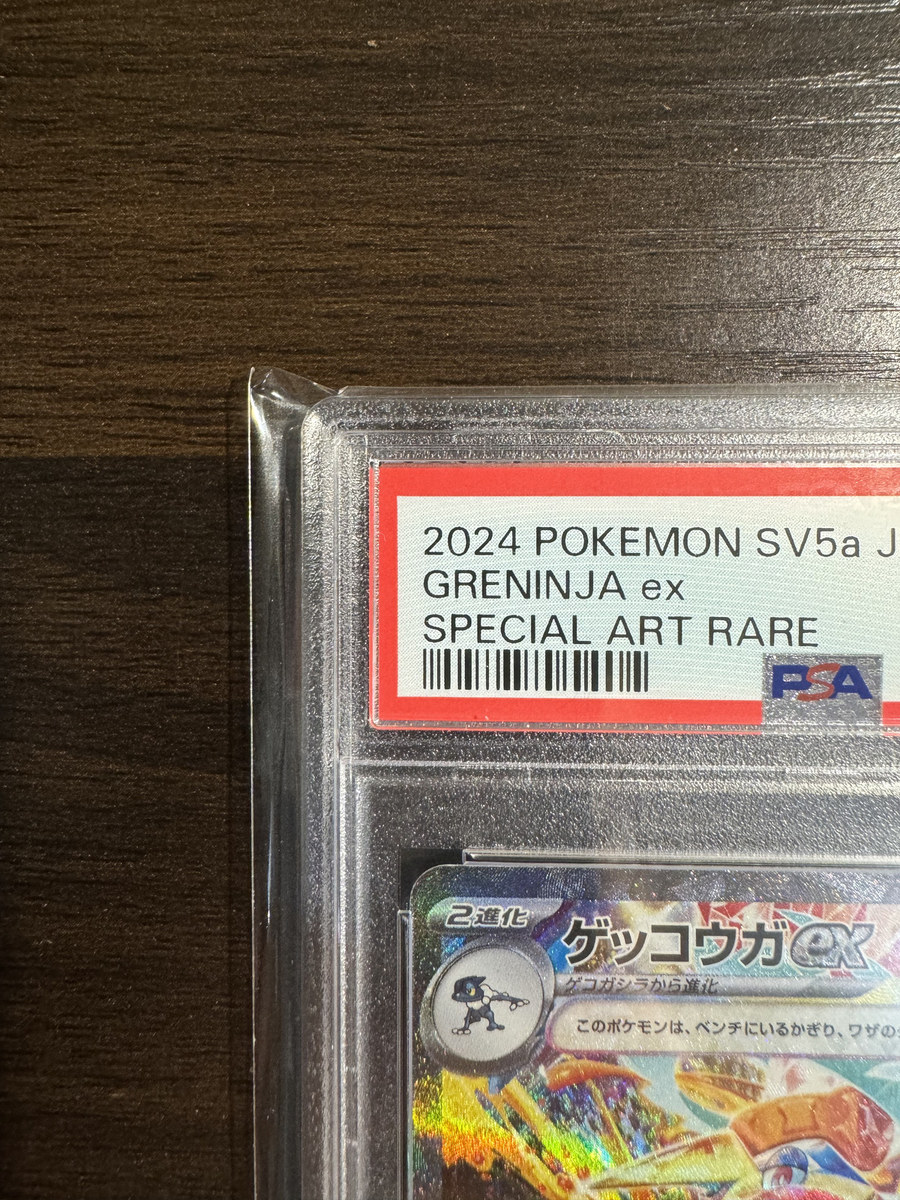 2024 POKEMON SV5a J
GRENINJA ex
SPECIAL ART RARE
PSA
2進化
ゲッコウガex
ゲコガシラから進化
このポケモンは、ベンチにいるかぎり、ワザの